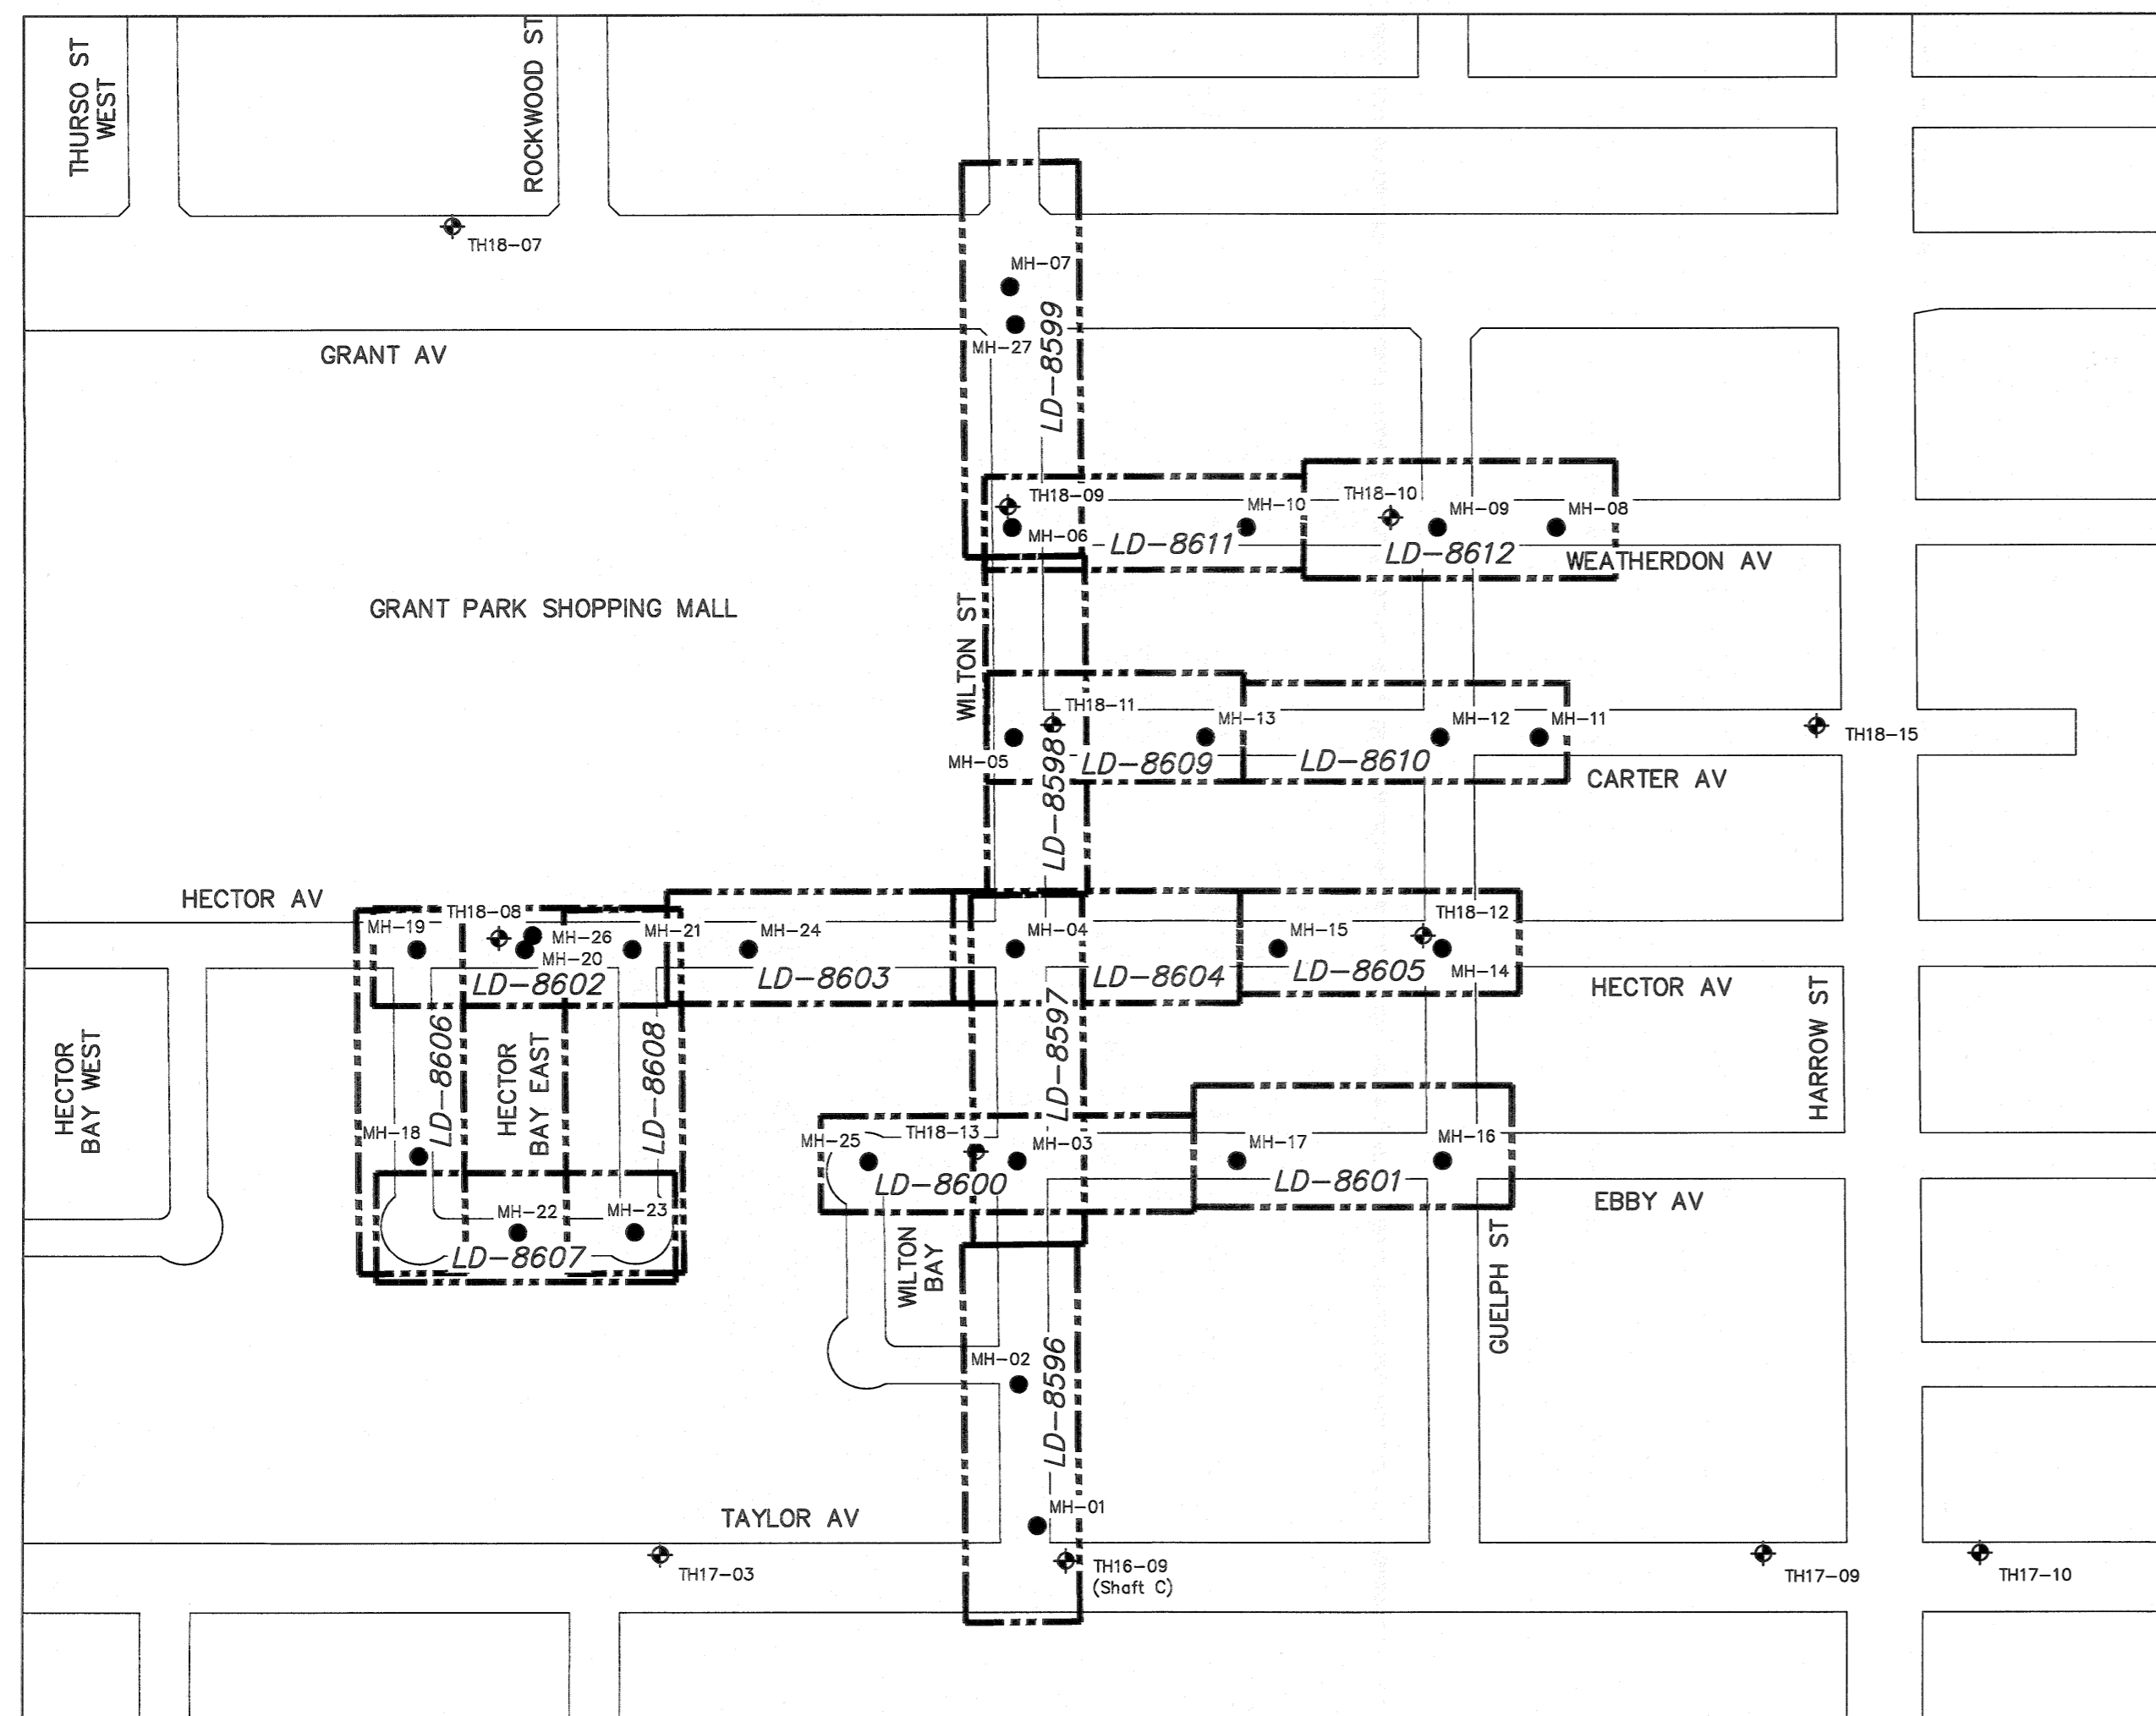 THURSO ST
WEST
ROCKWOOD ST
TH18-07
MH-07
MH-27
LD-8599
GRANT AV
TH18-09
MH-10
TH18-10
MH-09
MH-08
MH-06
LD-8611
LD-8612
WEATHERDON AV
GRANT PARK SHOPPING MALL
WILTON ST
TH18-11
MH-13
MH-12
MH-11
TH18-15
MH-05
LD-8598
LD-8609
LD-8610
CARTER AV
HECTOR AV
MH-19
TH18-08
MH-26
MH-20
MH-21
MH-24
MH-04
MH-15
TH18-12
MH-14
LD-8602
LD-8603
LD-8604
LD-8605
HECTOR AV
HARROW ST
HECTOR
BAY WEST
LD-8606
HECTOR
BAY EAST
LD-8608
LD-8597
MH-18
MH-25
TH18-13
MH-03
MH-17
MH-16
LD-8600
LD-8601
EBBY AV
MH-22
MH-23
LD-8607
WILTON
BAY
GUELPH ST
MH-02
LD-8596
MH-01
TAYLOR AV
TH17-03
TH16-09
(Shaft C)
TH17-09
TH17-10